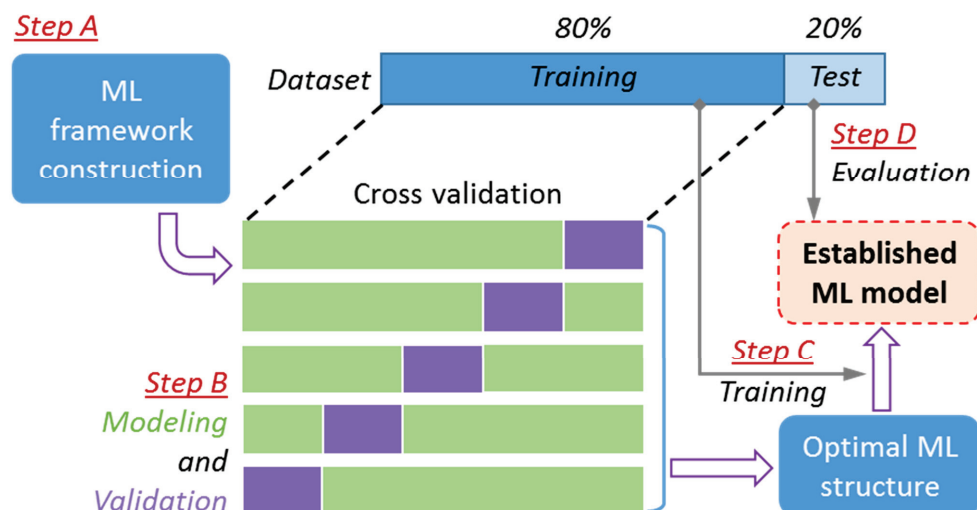 Step A
ML
framework
construction
80%
20%
Dataset
Training
Test
Step D
Evaluation
Cross validation
Established
ML model
Step B
Modeling
and
Validation
Step C
Training
Optimal ML
structure